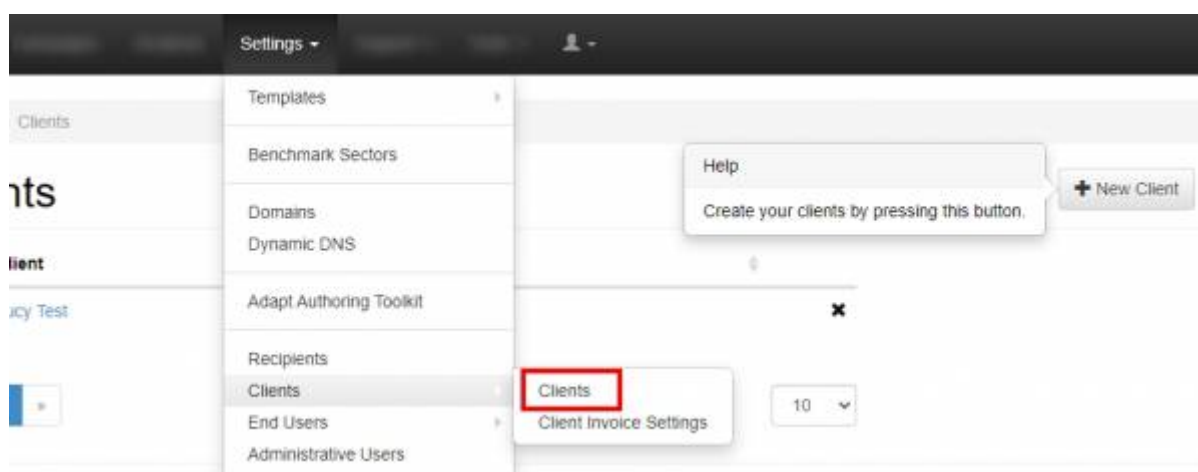 Settings
Templates
Clients
Benchmark Sectors
Help
nts
New Client
Create your clients by pressing this button.
Domains
Dynamic DNS
lient
Adapt Authoring Toolkit
ucy Test
Recipients
Clients
Clients
10
End Users
Client Invoice Settings
Administrative Users